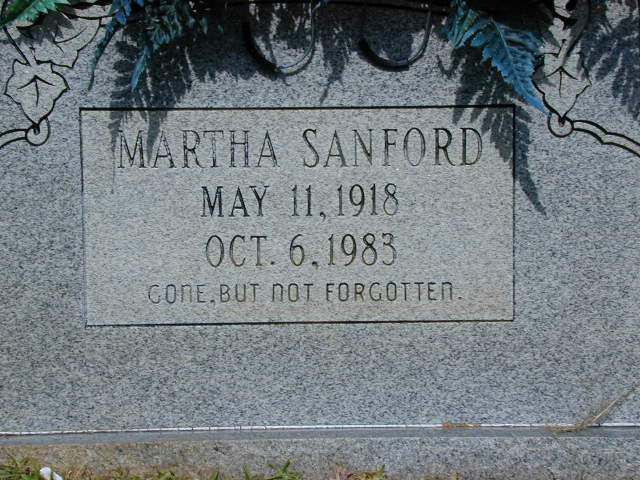 MARTHA SANFORD
MAY 11, 1918
OCT. 6, 1983
GONE, BUT NOT FORGOTTEN.